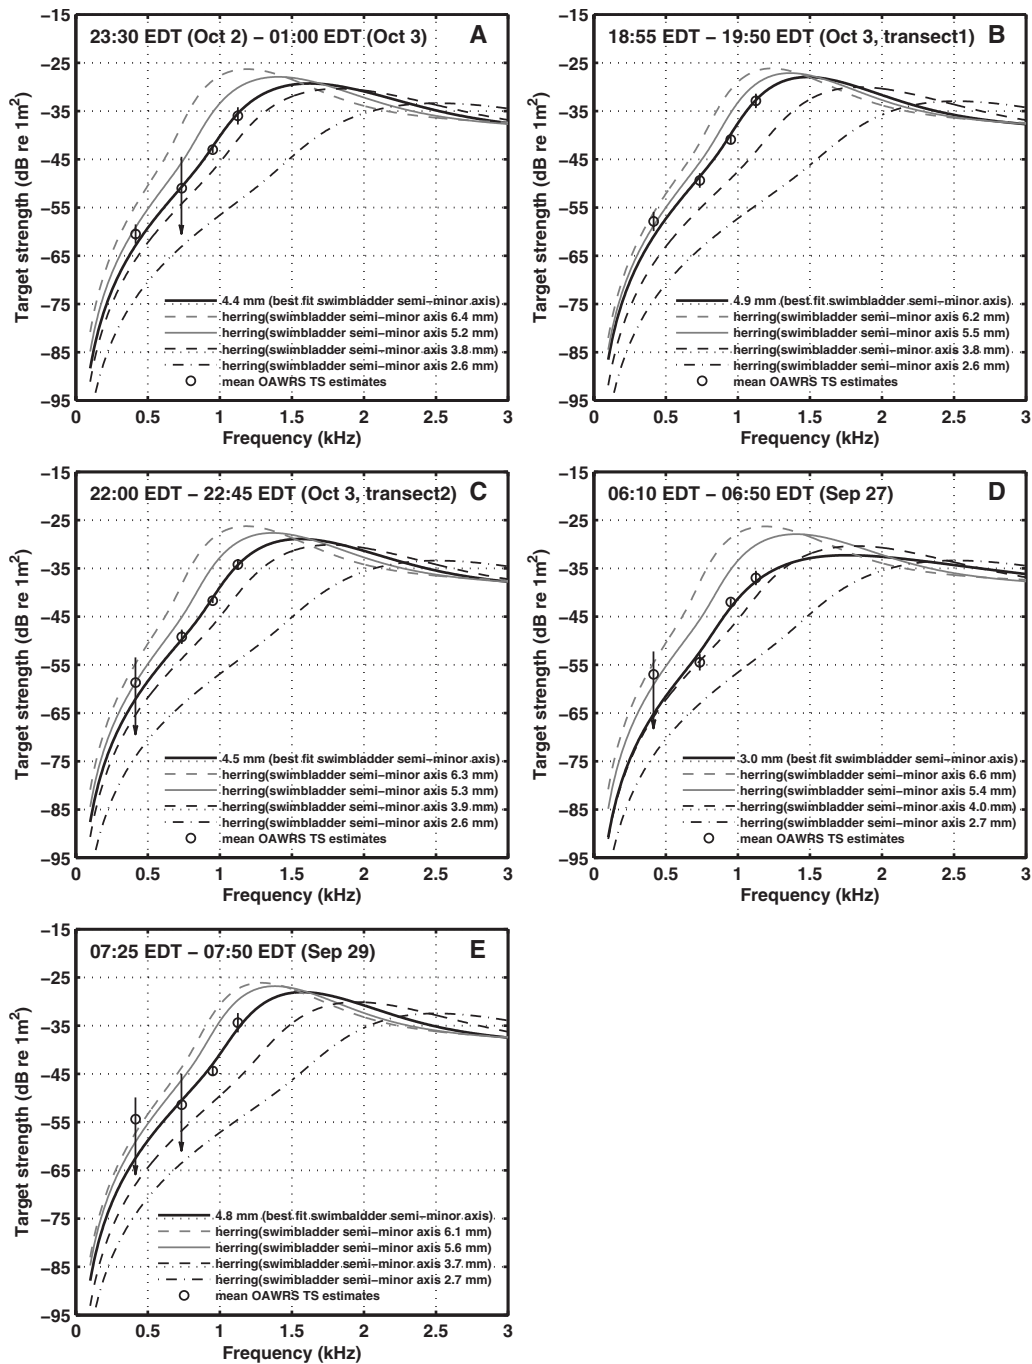 23:30 EDT (Oct 2) – 01:00 EDT (Oct 3) A
Target strength (dB re 1m²)
−15
−25
−35
−45
−55
−65
−75
−85
−95
4.4 mm (best fit swimbladder semi−minor axis)
herring(swimbladder semi−minor axis 6.4 mm)
herring(swimbladder semi−minor axis 5.2 mm)
herring(swimbladder semi−minor axis 3.8 mm)
herring(swimbladder semi−minor axis 2.6 mm)
mean OAWRS TS estimates
0 0.5 1 1.5 2 2.5 3
Frequency (kHz)
18:55 EDT – 19:50 EDT (Oct 3, transect1) B
Target strength (dB re 1m²)
−15
−25
−35
−45
−55
−65
−75
−85
−95
4.9 mm (best fit swimbladder semi−minor axis)
herring(swimbladder semi−minor axis 6.2 mm)
herring(swimbladder semi−minor axis 5.5 mm)
herring(swimbladder semi−minor axis 3.8 mm)
herring(swimbladder semi−minor axis 2.6 mm)
mean OAWRS TS estimates
0 0.5 1 1.5 2 2.5 3
Frequency (kHz)
22:00 EDT – 22:45 EDT (Oct 3, transect2) C
Target strength (dB re 1m²)
−15
−25
−35
−45
−55
−65
−75
−85
−95
4.5 mm (best fit swimbladder semi−minor axis)
herring(swimbladder semi−minor axis 6.3 mm)
herring(swimbladder semi−minor axis 5.3 mm)
herring(swimbladder semi−minor axis 3.9 mm)
herring(swimbladder semi−minor axis 2.6 mm)
mean OAWRS TS estimates
0 0.5 1 1.5 2 2.5 3
Frequency (kHz)
06:10 EDT – 06:50 EDT (Sep 27) D
Target strength (dB re 1m²)
−15
−25
−35
−45
−55
−65
−75
−85
−95
3.0 mm (best fit swimbladder semi−minor axis)
herring(swimbladder semi−minor axis 6.6 mm)
herring(swimbladder semi−minor axis 5.4 mm)
herring(swimbladder semi−minor axis 4.0 mm)
herring(swimbladder semi−minor axis 2.7 mm)
mean OAWRS TS estimates
0 0.5 1 1.5 2 2.5 3
Frequency (kHz)
07:25 EDT – 07:50 EDT (Sep 29) E
Target strength (dB re 1m²)
−15
−25
−35
−45
−55
−65
−75
−85
−95
4.8 mm (best fit swimbaldder semi−minor axis)
herring(swimbladder semi−minor axis 6.1 mm)
herring(swimbladder semi−minor axis 5.6 mm)
herring(swimbladder semi−minor axis 3.7 mm)
herring(swimbladder semi−minor axis 2.7 mm)
mean OAWRS TS estimates
0 0.5 1 1.5 2 2.5 3
Frequency (kHz)